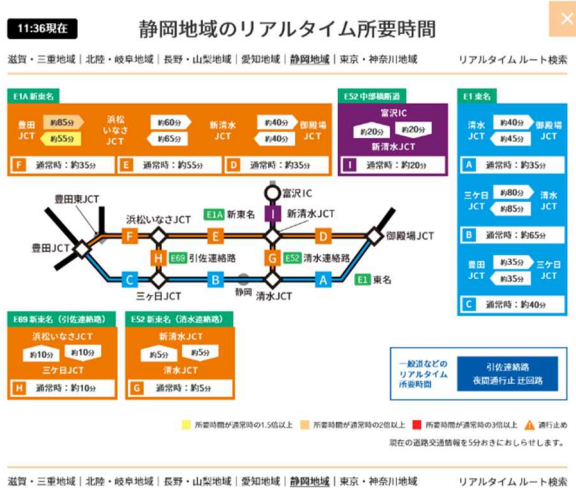 11:36現在
静岡地域のリアルタイム所要時間
×
滋賀・三重地域｜北陸・岐阜地域｜長野・山梨地域｜愛知地域｜静岡地域｜東京・神奈川地域
リアルタイム ルート検索
E1A 新東名
豊田JCT
約85分
約55分
浜松いなさJCT
約60分
約65分
新清水JCT
約40分
約40分
御殿場JCT
F 通常時：約35分
E 通常時：約55分
D 通常時：約35分
E52 中部横断道
富沢IC
約20分
約20分
新清水JCT
I 通常時：約20分
E1 東名
清水JCT
約40分
約45分
御殿場JCT
A 通常時：約35分
三ケ日JCT
約80分
約85分
清水JCT
B 通常時：約65分
豊田JCT
約35分
約35分
三ケ日JCT
C 通常時：約40分
豊田東JCT
浜松いなさJCT
E1A 新東名
富沢IC
I
新清水JCT
豊田JCT
F
E
D
御殿場JCT
H
E69 引佐連絡路
G
E52 清水連絡路
C
B
A
E1 東名
三ヶ日JCT
静岡
清水JCT
E69 新東名（引佐連絡路）
浜松いなさJCT
約10分
約10分
三ケ日JCT
H 通常時：約10分
E52 新東名（清水連絡路）
新清水JCT
約5分
約5分
清水JCT
G 通常時：約5分
一般道などの
リアルタイム
所要時間
引佐連絡路
夜間通行止 迂回路
所要時間が通常時の1.5倍以上
所要時間が通常時の2倍以上
所要時間が通常時の3倍以上
通行止め
現在の道路交通情報を5分おきにおしらせします。
滋賀・三重地域｜北陸・岐阜地域｜長野・山梨地域｜愛知地域｜静岡地域｜東京・神奈川地域
リアルタイム ルート検索